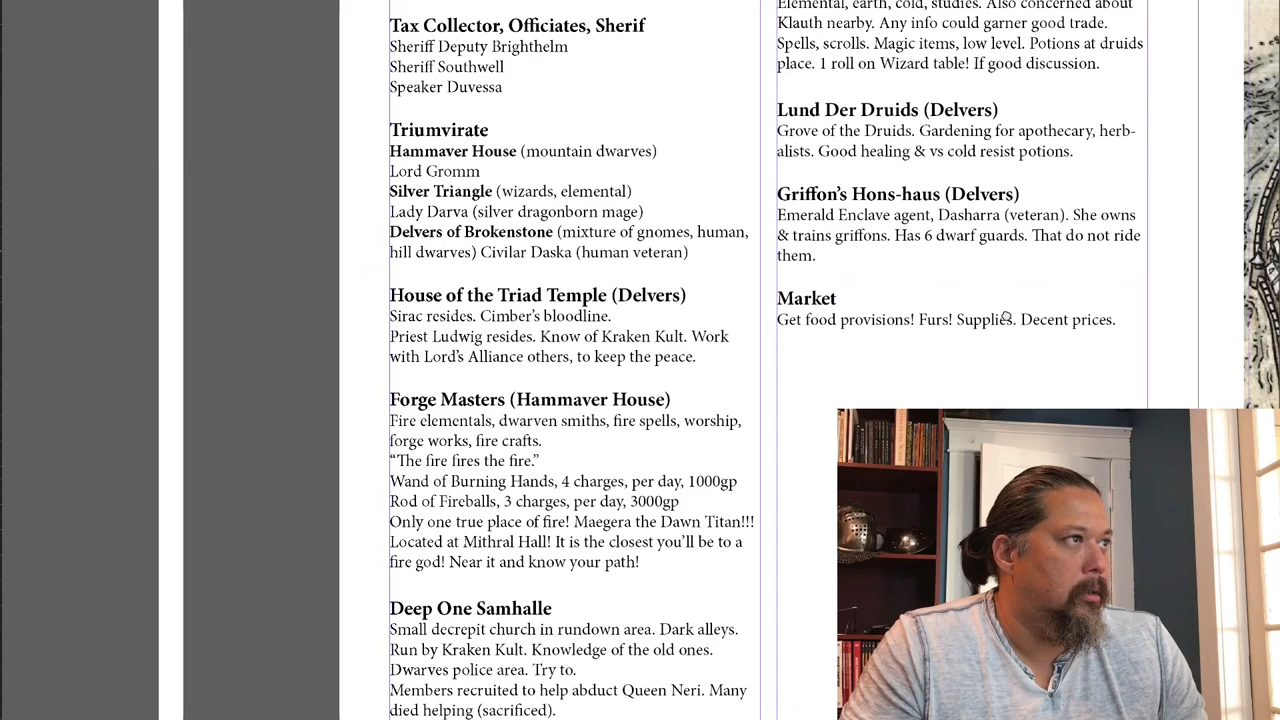 Tax Collector, Officiates, Sherif
Sheriff Deputy Brighthelm
Sheriff Southwell
Speaker Duvessa
Triumvirate
Hammaver House (mountain dwarves)
Lord Gromm
Silver Triangle (wizards, elemental)
Lady Darva (silver dragonborn mage)
Delvers of Brokenstone (mixture of gnomes, human,
hill dwarves) Civilar Daska (human veteran)
House of the Triad Temple (Delvers)
Sirac resides. Cimber's bloodline.
Priest Ludwig resides. Know of Kraken Kult. Work
with Lord's Alliance others, to keep the peace.
Forge Masters (Hammaver House)
Fire elementals, dwarven smiths, fire spells, worship,
forge works, fire crafts.
“The fire fires the fire.”
Wand of Burning Hands, 4 charges, per day, 1000gp
Rod of Fireballs, 3 charges, per day, 3000gp
Only one true place of fire! Maegera the Dawn Titan!!!
Located at Mithral Hall! It is the closest you'll be to a
fire god! Near it and know your path!
Deep One Samhalle
Small decrepit church in rundown area. Dark alleys.
Run by Kraken Kult. Knowledge of the old ones.
Dwarves police area. Try to.
Members recruited to help abduct Queen Neri. Many
died helping (sacrificed).
Elemental, earth, cold, studies. Also concerned about
Klauth nearby. Any info could garner good trade.
Spells, scrolls. Magic items, low level. Potions at druids
place. 1 roll on Wizard table! If good discussion.
Lund Der Druids (Delvers)
Grove of the Druids. Gardening for apothecary, herb-
alists. Good healing & vs cold resist potions.
Griffon's Hons-haus (Delvers)
Emerald Enclave agent, Dasharra (veteran). She owns
& trains griffons. Has 6 dwarf guards. That do not ride
them.
Market
Get food provisions! Furs! Supplies. Decent prices.